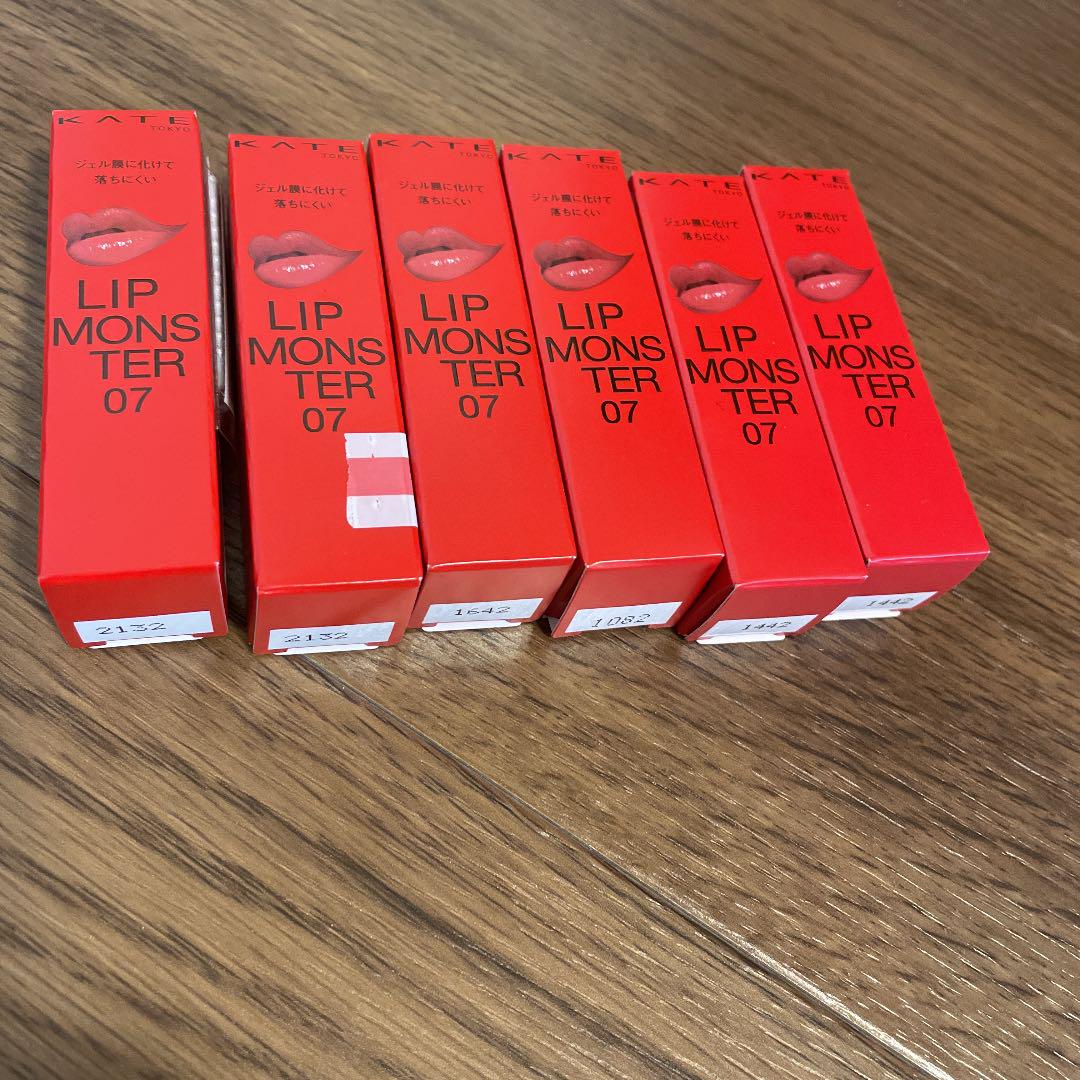 KATE
TOKYO
ジェル膜に化けて
落ちにくい
LIP
MONS
TER
07
2132
KATE
TOKYO
ジェル膜に化けて
落ちにくい
LIP
MONS
TER
07
2132
KATE
TOKYO
ジェル膜に化けて
落ちにくい
LIP
MONS
TER
07
1642
KATE
TOKYO
ジェル膜に化けて
落ちにくい
LIP
MONS
TER
07
1082
KATE
TOKYO
ジェル膜に化けて
落ちにくい
LIP
MONS
TER
07
1442
KATE
TOKYO
ジェル膜に化けて
落ちにくい
LIP
MONS
TER
07
1442